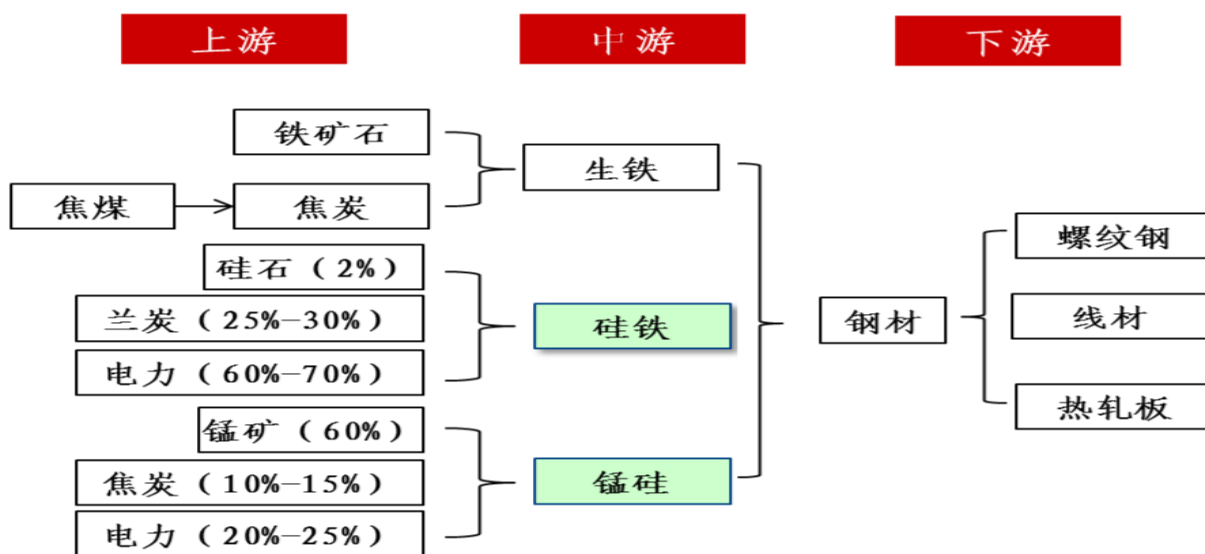 上游
中游
下游
铁矿石
生铁
焦煤
焦炭
螺纹钢
硅石（2%）
兰炭（25%-30%）
硅铁
钢材
线材
电力（60%-70%）
热轧板
锰矿（60%）
焦炭（10%-15%）
锰硅
电力（20%-25%）